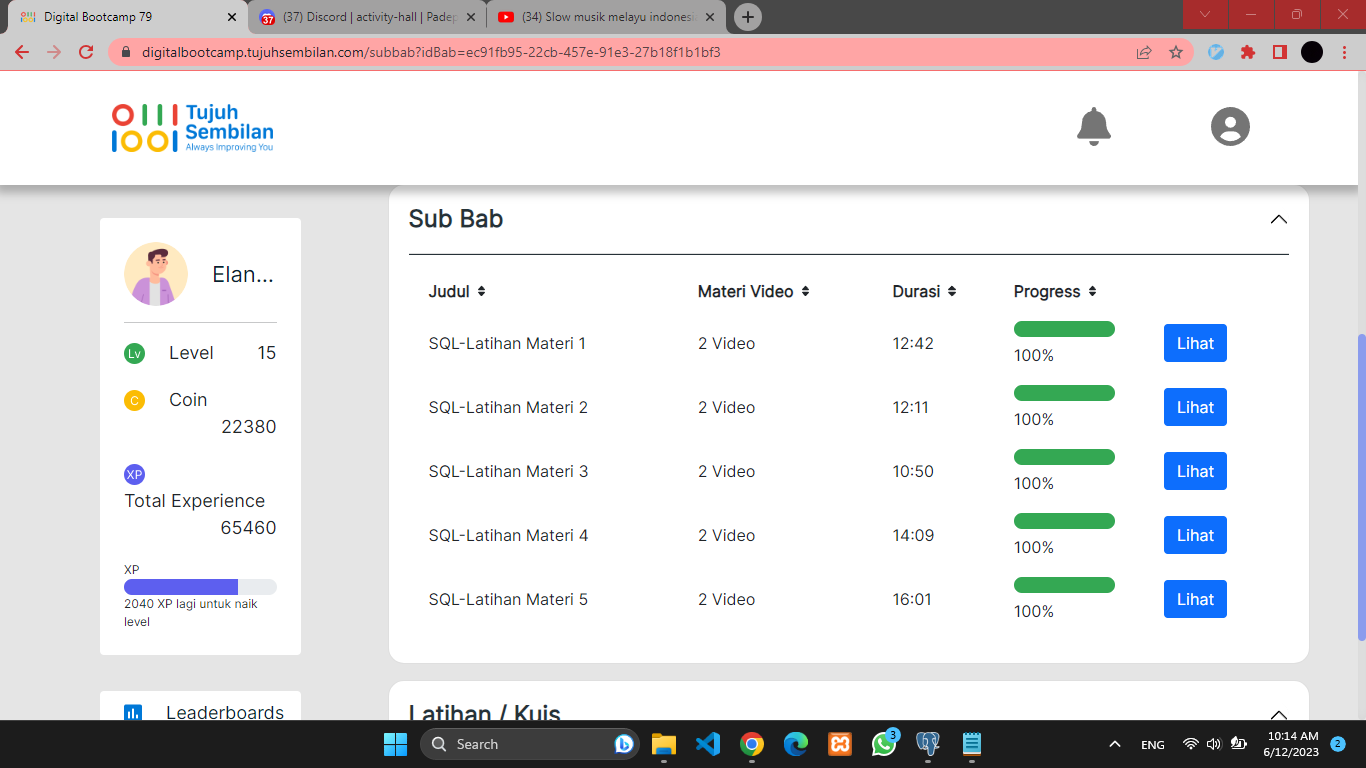 Digital Bootcamp 79
(37) Discord | activity-hall | Padep
(34) Slow musik melayu indonesi
digitalbootcamp.tujuhsembilan.com/subbab?idBab=ec91fb95-22cb-457e-91e3-27b18f1b1bf3
Tujuh
Sembilan
Always Improving You
Elan...
Lv Level 15
C Coin
22380
XP
Total Experience
65460
XP
2040 XP lagi untuk naik
level
Leaderboards
Sub Bab
Judul Materi Video Durasi Progress
SQL-Latihan Materi 1 2 Video 12:42 100% Lihat
SQL-Latihan Materi 2 2 Video 12:11 100% Lihat
SQL-Latihan Materi 3 2 Video 10:50 100% Lihat
SQL-Latihan Materi 4 2 Video 14:09 100% Lihat
SQL-Latihan Materi 5 2 Video 16:01 100% Lihat
Latihan / Kuis
Search
3
ENG
10:14 AM
6/12/2023
2